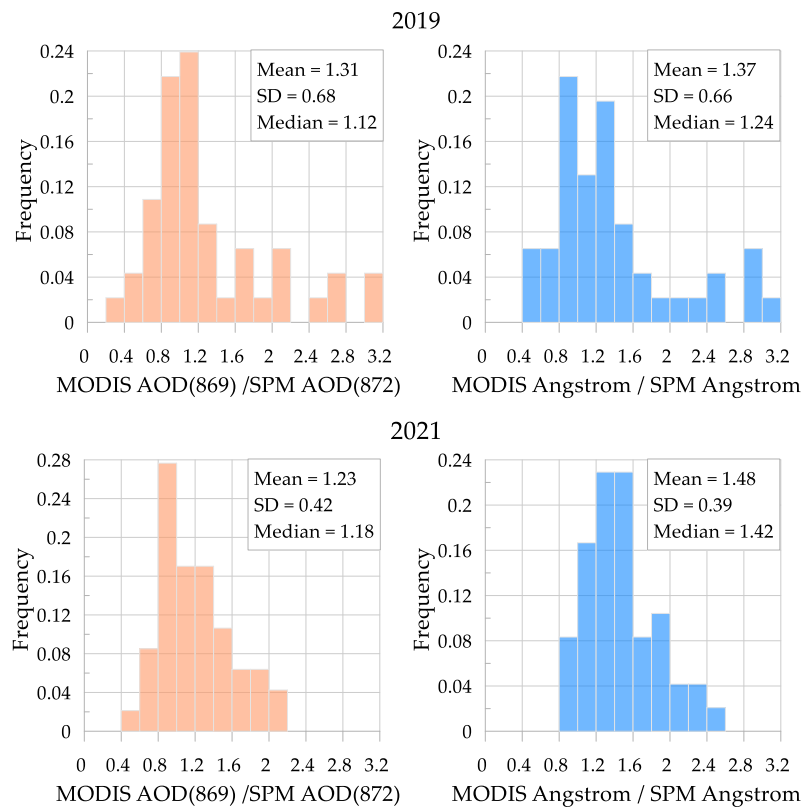 2019
Mean = 1.31
SD = 0.68
Median = 1.12
Frequency
0.24
0.2
0.16
0.12
0.08
0.04
0
0 0.4 0.8 1.2 1.6 2 2.4 2.8 3.2
MODIS AOD(869) /SPM AOD(872)
Mean = 1.37
SD = 0.66
Median = 1.24
Frequency
0.24
0.2
0.16
0.12
0.08
0.04
0
0 0.4 0.8 1.2 1.6 2 2.4 2.8 3.2
MODIS Angstrom / SPM Angstrom
2021
Mean = 1.23
SD = 0.42
Median = 1.18
Frequency
0.28
0.24
0.2
0.16
0.12
0.08
0.04
0
0 0.4 0.8 1.2 1.6 2 2.4 2.8 3.2
MODIS AOD(869) /SPM AOD(872)
Mean = 1.48
SD = 0.39
Median = 1.42
Frequency
0.24
0.2
0.16
0.12
0.08
0.04
0
0 0.4 0.8 1.2 1.6 2 2.4 2.8 3.2
MODIS Angstrom / SPM Angstrom